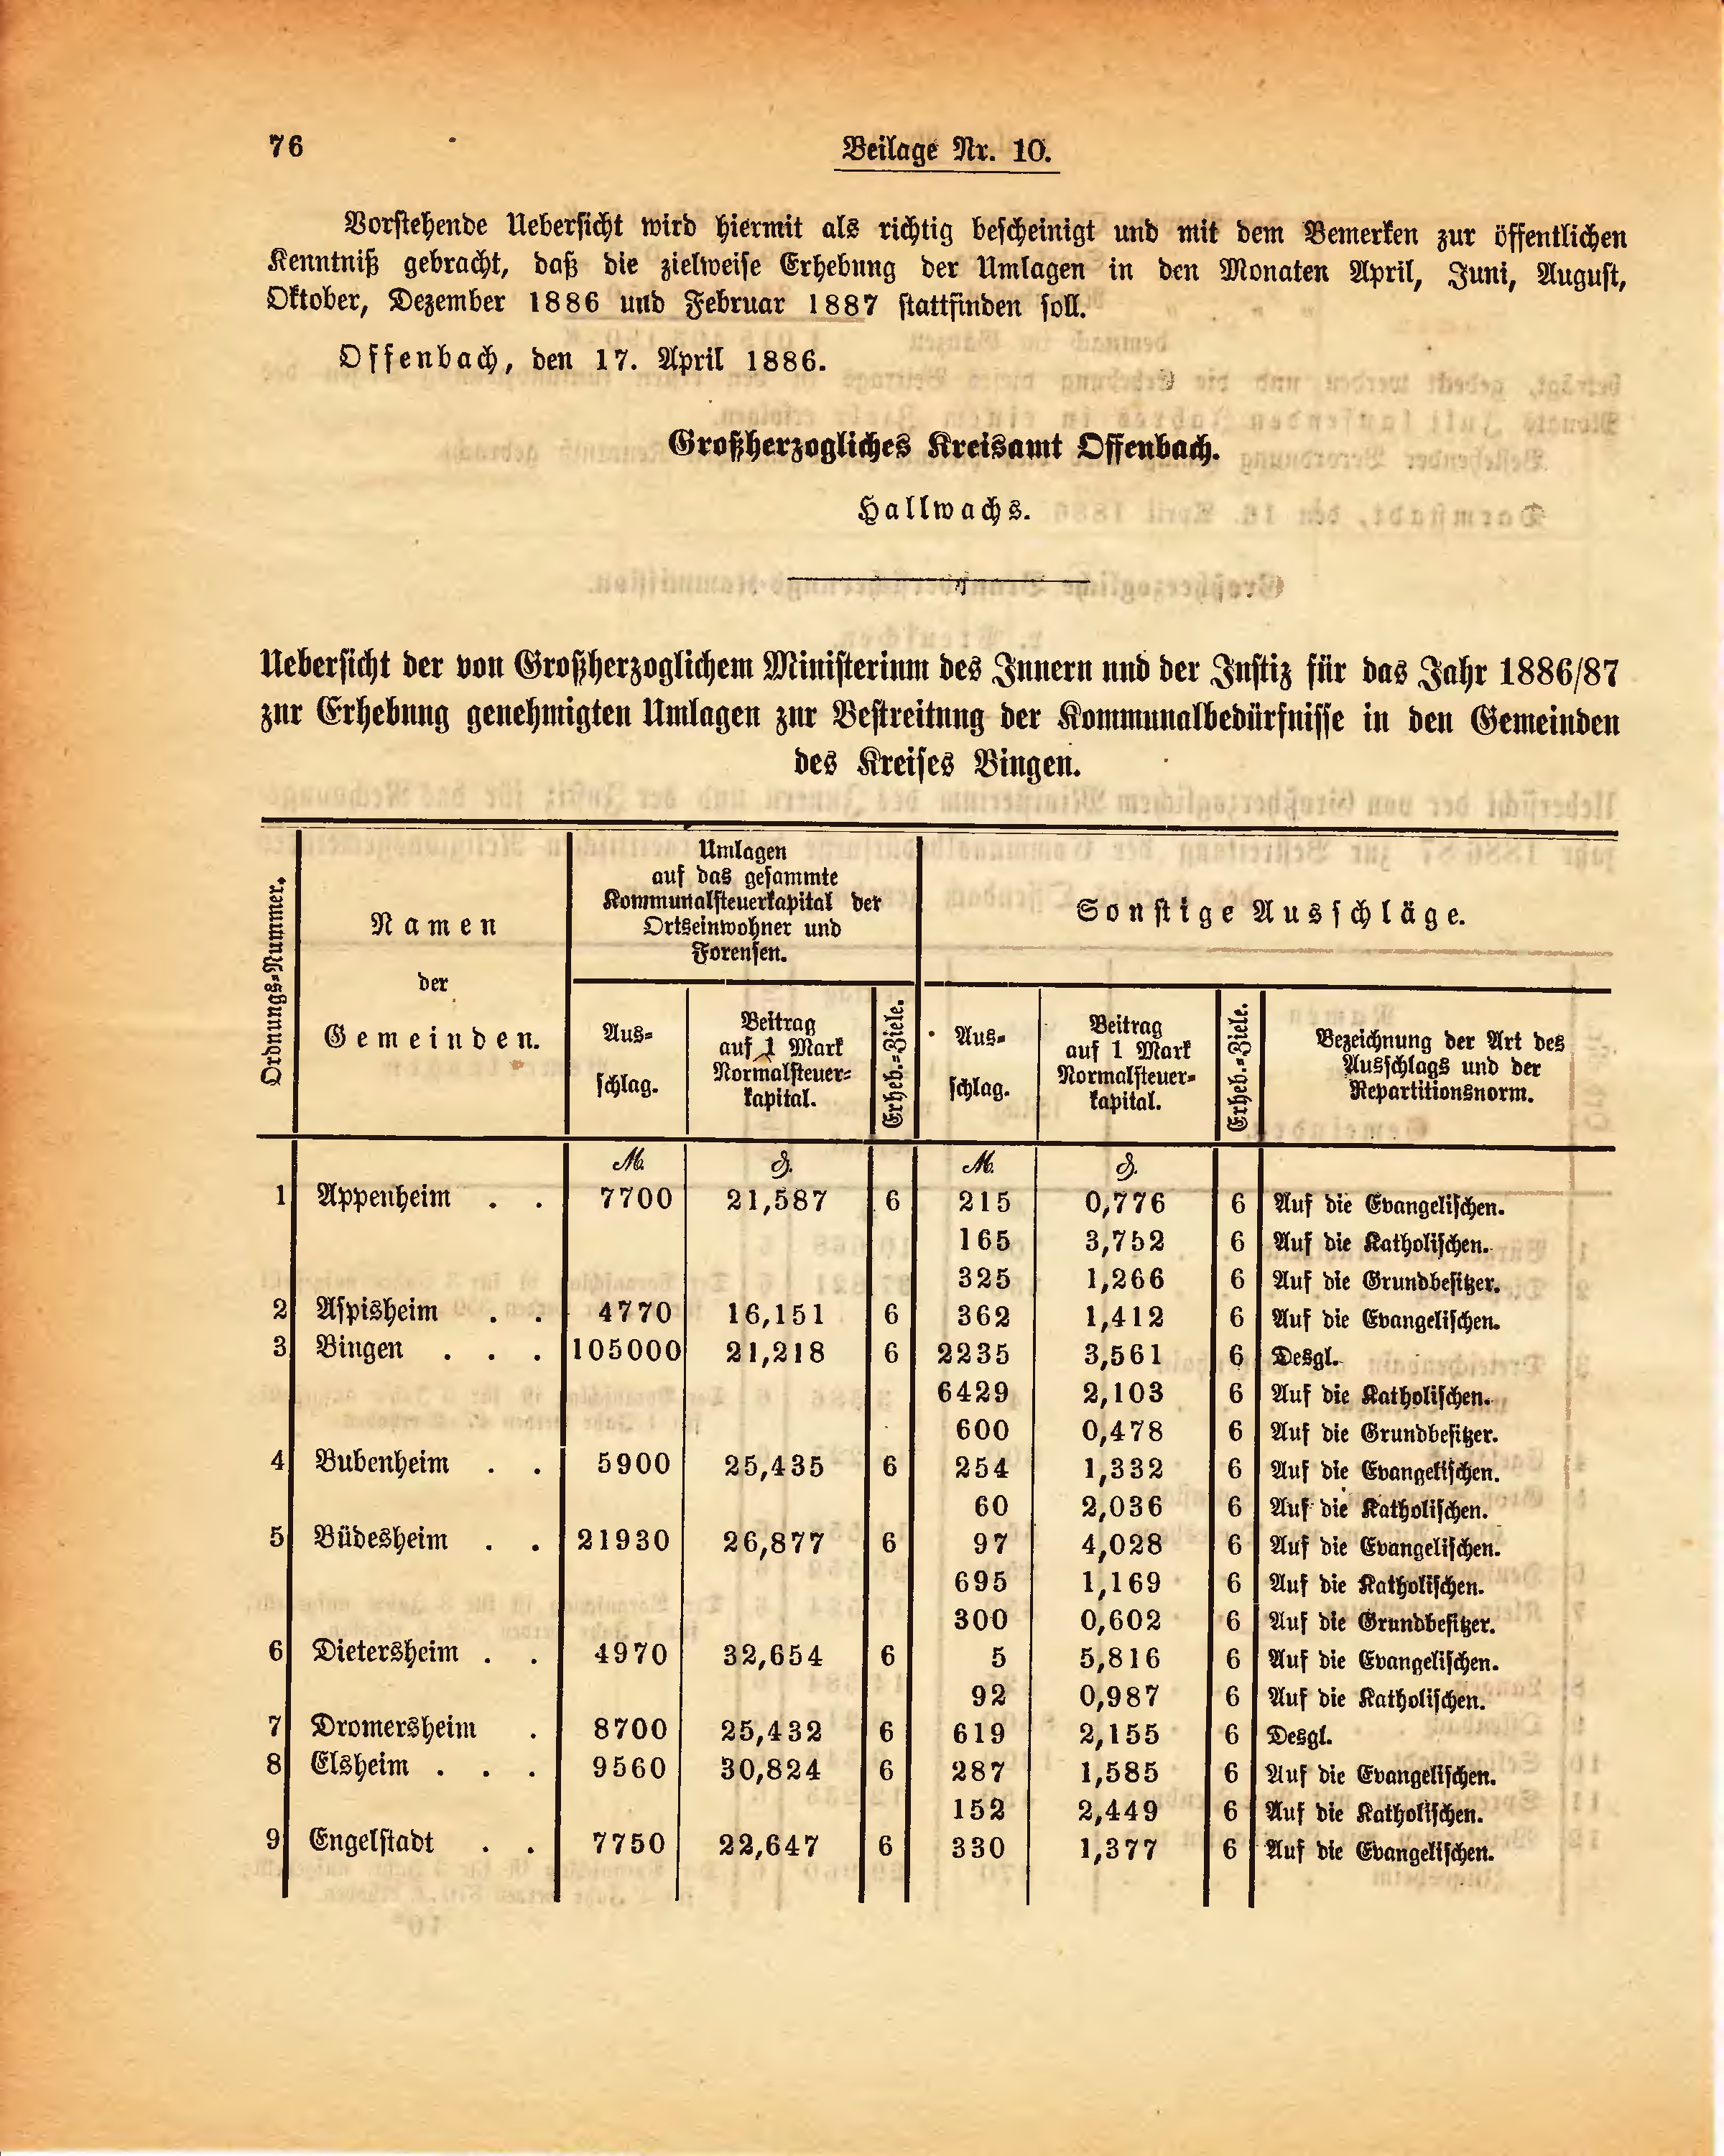 76
Beilage Nr. 10.
Vorstehende Uebersicht wird hiermit als richtig bescheinigt und mit dem Bemerken zur öffentlichen
Kenntniß gebracht, daß die zielweise Erhebung der Umlagen in den Monaten April, Juni, August,
Oktober, Dezember 1886 und Februar 1887 stattfinden soll.
Offenbach, den 17. April 1886.
Großherzogliches Kreisamt Offenbach.
Hallwachs.
Uebersicht der von Großherzoglichem Ministerium des Innern und der Justiz für das Jahr 1886/87
zur Erhebung genehmigten Umlagen zur Bestreitung der Kommunalbedürfnisse in den Gemeinden
des Kreises Bingen.
Ordnungs-Nummer.
Namen
der
Gemeinden.
Umlagen
auf das gesammte
Kommunalsteuerkapital der
Ortseinwohner und
Forensen.
Sonstige Ausschläge.
Aus-
schlag.
Beitrag
auf 1 Mark
Normalsteuer-
kapital.
Erheb.-Ziele.
Aus-
schlag.
Beitrag
auf 1 Mark
Normalsteuer-
kapital.
Erheb.-Ziele.
Bezeichnung der Art des
Ausschlags und der
Repartitionsnorm.
ℳ ₰ ℳ ₰
1 Appenheim . . 7700 21,587 6 215 0,776 6 Auf die Evangelischen.
165 3,752 6 Auf die Katholischen.
325 1,266 6 Auf die Grundbesitzer.
2 Aspisheim . . 4770 16,151 6 362 1,412 6 Auf die Evangelischen.
3 Bingen . . . 105000 21,218 6 2235 3,561 6 Desgl.
6429 2,103 6 Auf die Katholischen.
600 0,478 6 Auf die Grundbesitzer.
4 Bubenheim . . 5900 25,435 6 254 1,332 6 Auf die Evangelischen.
60 2,036 6 Auf die Katholischen.
5 Büdesheim . . 21930 26,877 6 97 4,028 6 Auf die Evangelischen.
695 1,169 6 Auf die Katholischen.
300 0,602 6 Auf die Grundbesitzer.
6 Dietersheim . . 4970 32,654 6 5 5,816 6 Auf die Evangelischen.
92 0,987 6 Auf die Katholischen.
7 Dromersheim . 8700 25,432 6 619 2,155 6 Desgl.
8 Elsheim . . . 9560 30,824 6 287 1,585 6 Auf die Evangelischen.
152 2,449 6 Auf die Katholischen.
9 Engelstadt . . 7750 22,647 6 330 1,377 6 Auf die Evangelischen.